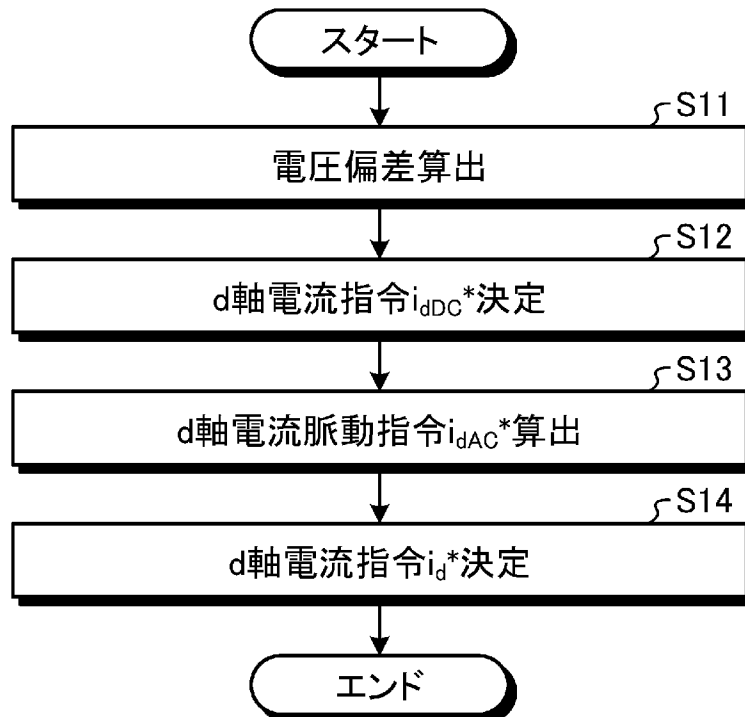 スタート
S11
電圧偏差算出
S12
d軸電流指令idDC*決定
S13
d軸電流脈動指令idAC*算出
S14
d軸電流指令id*決定
エンド